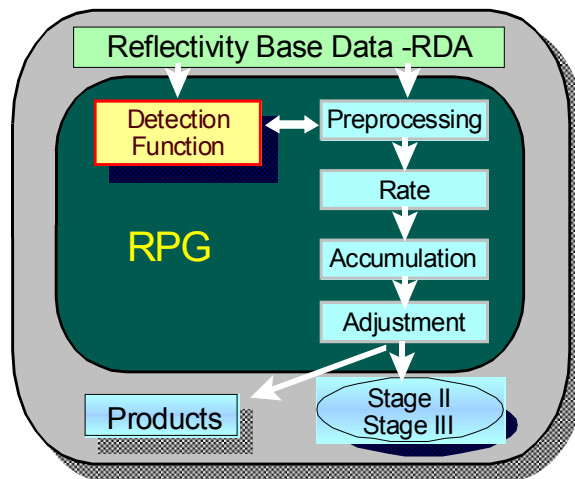 Reflectivity Base Data -RDA
Detection
Function
Preprocessing
Rate
RPG
Accumulation
Adjustment
Products
Stage II
Stage III